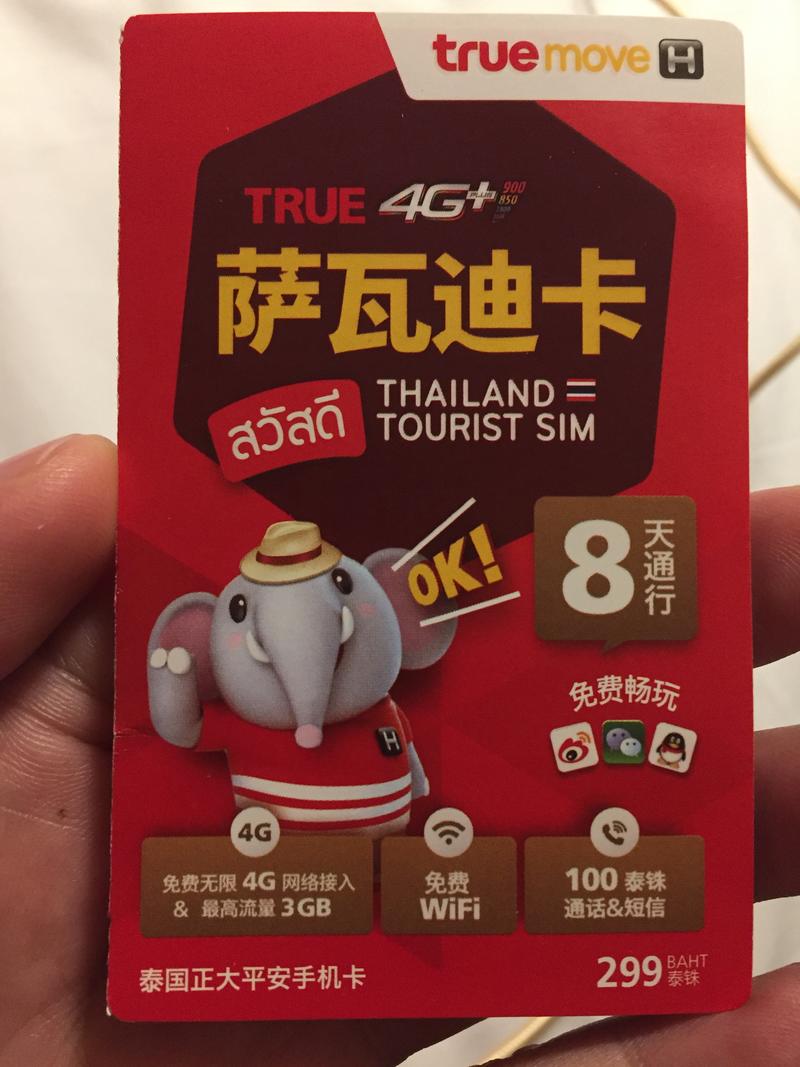 true move H
TRUE 4G+ PLUS 900
850
萨瓦迪卡
สวัสดี
THAILAND
TOURIST SIM
OK!
8 天通行
免费畅玩
H
4G
免费无限 4G 网络接入
& 最高流量 3GB
免费
WiFi
100 泰铢
通话&短信
泰国正大平安手机卡
299 BAHT
泰铢